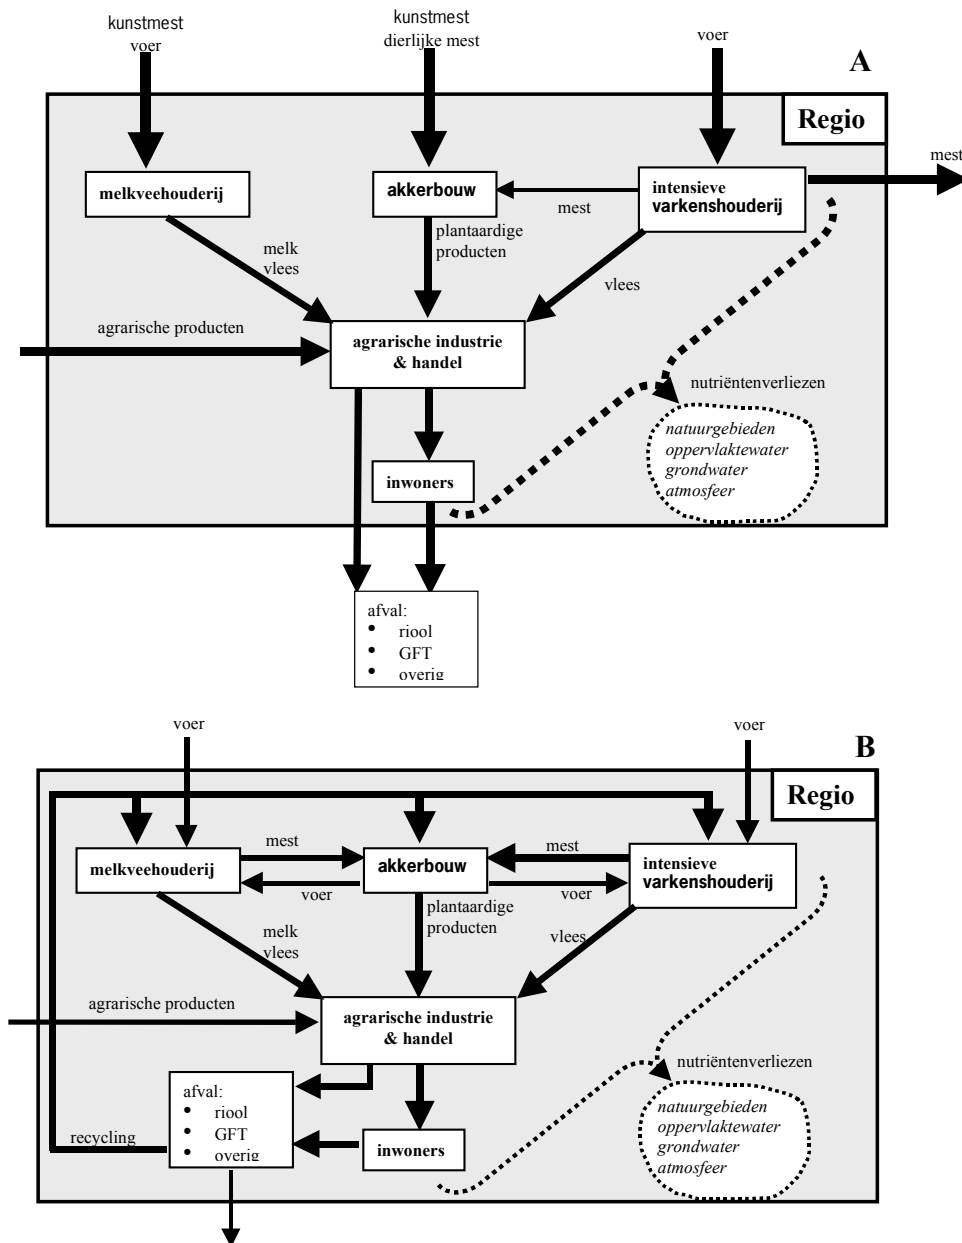 kunstmest
voer
kunstmest
dierlijke mest
voer
A
Regio
mest
melkveehouderij
akkerbouw
intensieve
varkenshouderij
mest
plantaardige
producten
melk
vlees
vlees
agrarische producten
agrarische industrie
& handel
nutriëntenverliezen
natuurgebieden
oppervlaktewater
grondwater
atmosfeer
inwoners
afval:
• riool
• GFT
• overig
voer
voer
B
Regio
mest
mest
melkveehouderij
akkerbouw
intensieve
varkenshouderij
voer
voer
plantaardige
producten
melk
vlees
vlees
agrarische producten
agrarische industrie
& handel
nutriëntenverliezen
afval:
• riool
• GFT
• overig
recycling
inwoners
natuurgebieden
oppervlaktewater
grondwater
atmosfeer